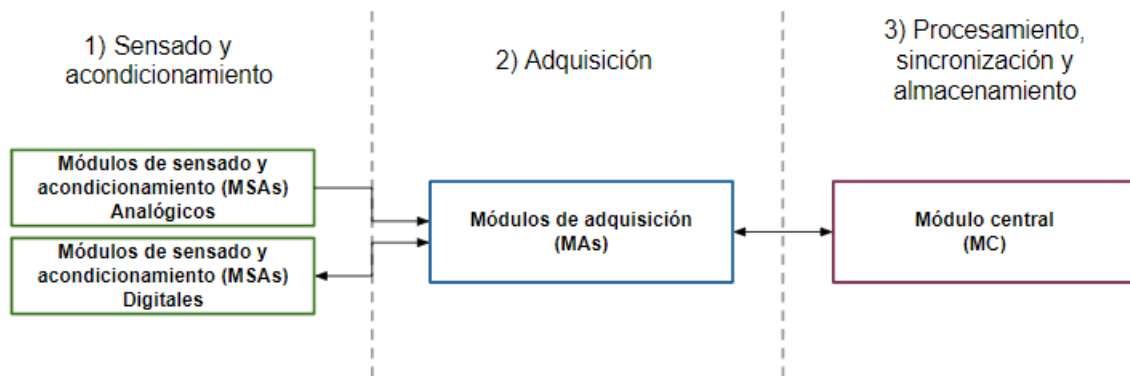 1) Sensado y
acondicionamiento
2) Adquisición
3) Procesamiento,
sincronización y
almacenamiento
Módulos de sensado y
acondicionamiento (MSAs)
Analógicos
Módulos de sensado y
acondicionamiento (MSAs)
Digitales
Módulos de adquisición
(MAs)
Módulo central
(MC)